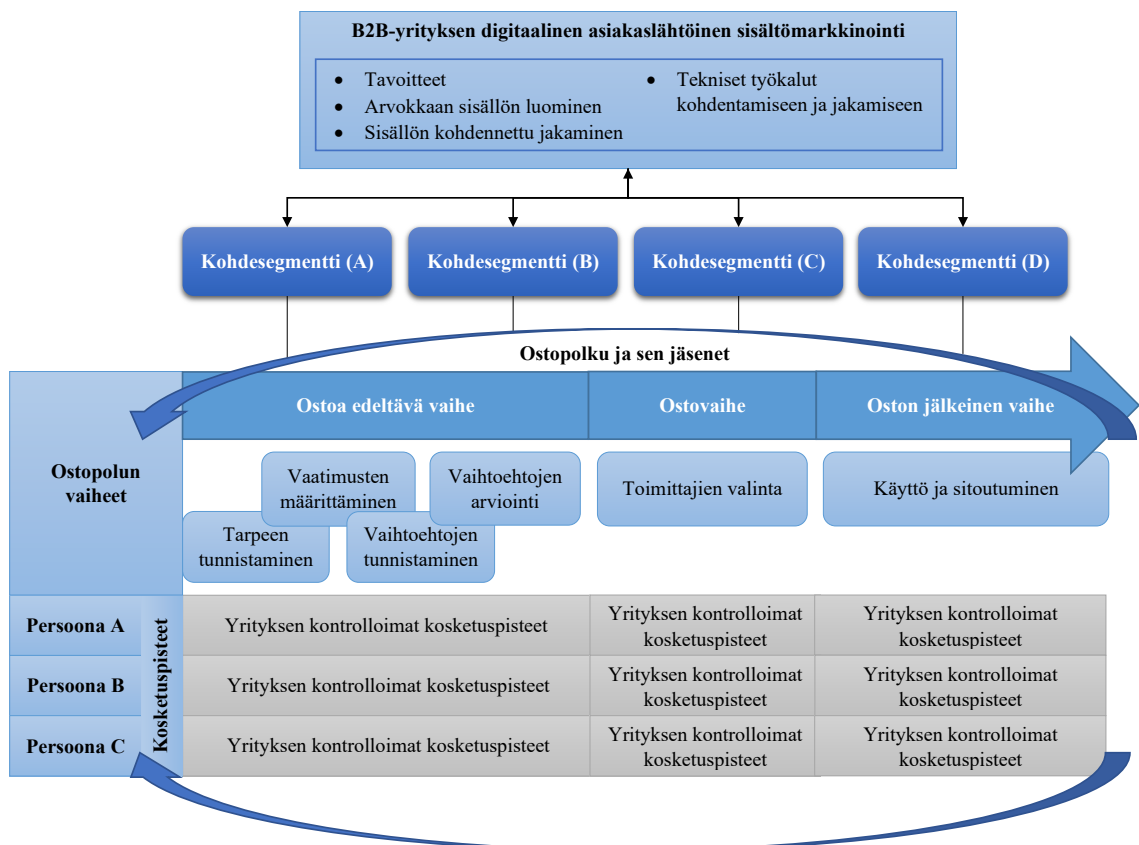 B2B-yrityksen digitaalinen asiakaslähtöinen sisältömarkkinointi
• Tavoitteet
• Arvokkaan sisällön luominen
• Sisällön kohdennettu jakaminen
• Tekniset työkalut
kohdentamiseen ja jakamiseen
Kohdesegmentti (A)
Kohdesegmentti (B)
Kohdesegmentti (C)
Kohdesegmentti (D)
Ostopolku ja sen jäsenet
Ostopolun
vaiheet
Ostoa edeltävä vaihe
Ostovaihe
Oston jälkeinen vaihe
Tarpeen
tunnistaminen
Vaatimusten
määrittäminen
Vaihtoehtojen
tunnistaminen
Vaihtoehtojen
arviointi
Toimittajien valinta
Käyttö ja sitoutuminen
Kosketuspisteet
Persoona A
Yrityksen kontrolloimat kosketuspisteet
Yrityksen kontrolloimat
kosketuspisteet
Yrityksen kontrolloimat
kosketuspisteet
Persoona B
Yrityksen kontrolloimat kosketuspisteet
Yrityksen kontrolloimat
kosketuspisteet
Yrityksen kontrolloimat
kosketuspisteet
Persoona C
Yrityksen kontrolloimat kosketuspisteet
Yrityksen kontrolloimat
kosketuspisteet
Yrityksen kontrolloimat
kosketuspisteet